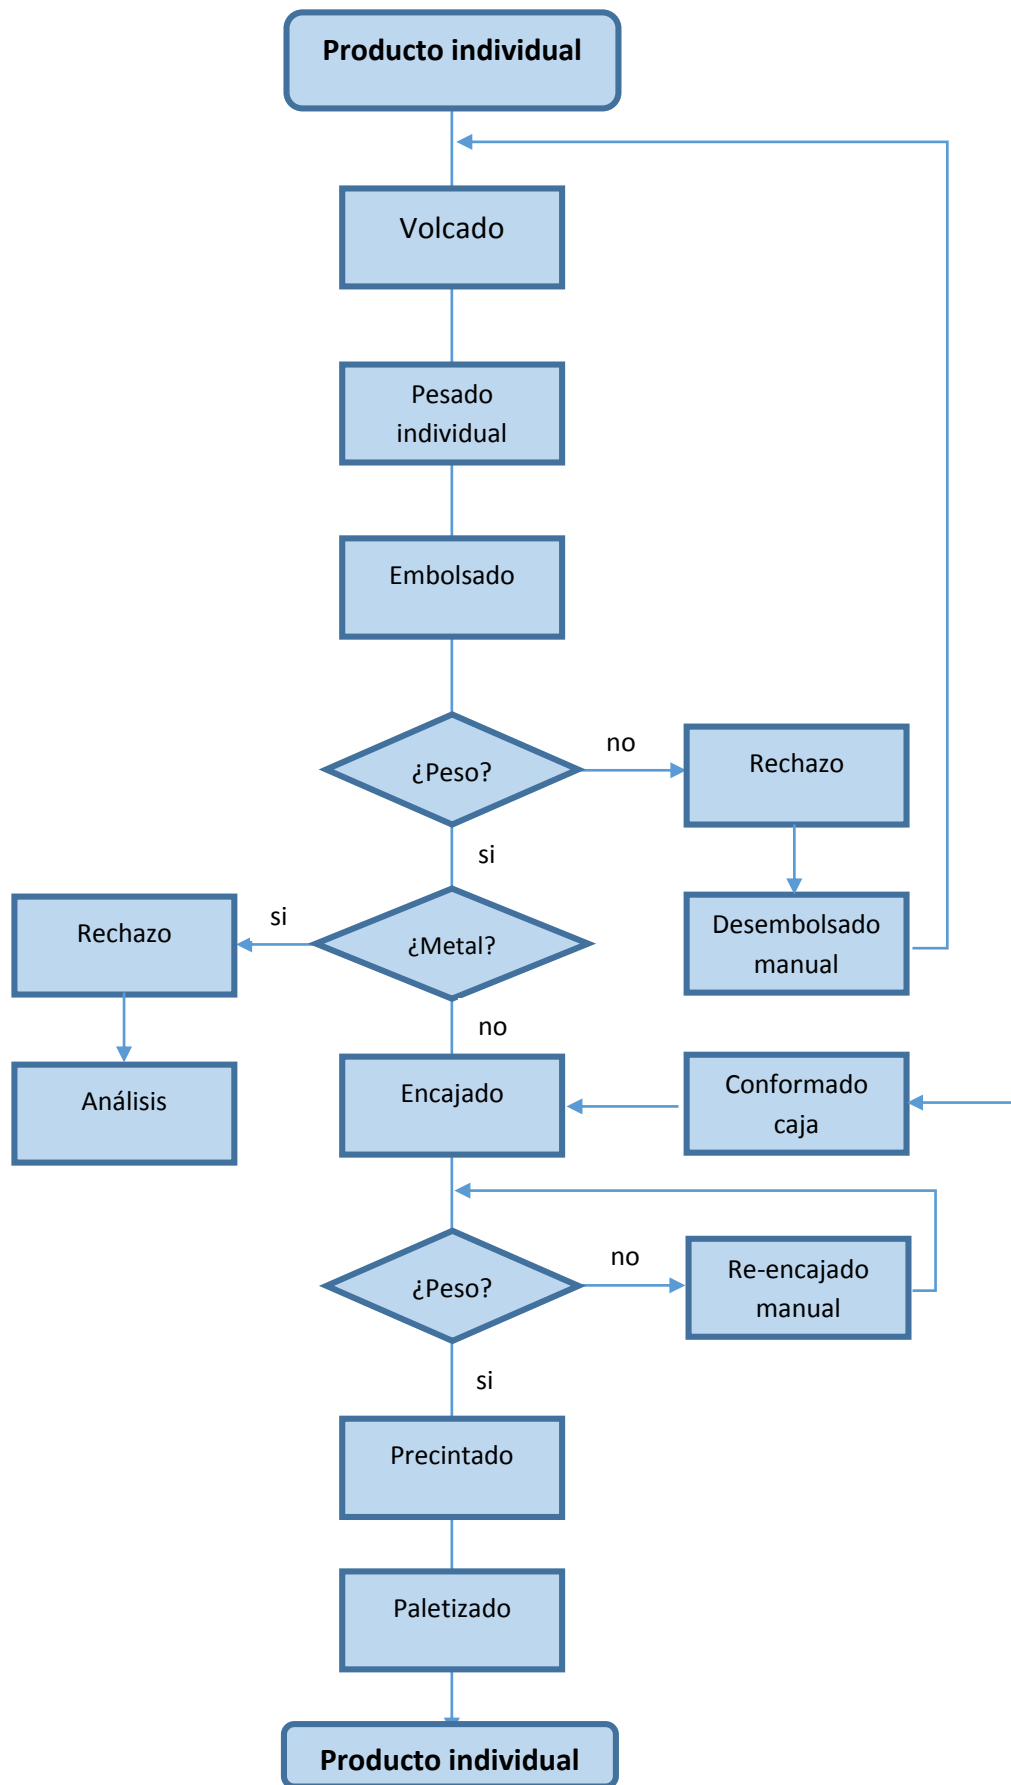 Producto individual
Volcado
Pesado
individual
Embolsado
¿Peso?
no
Rechazo
si
Desembolsado
manual
¿Metal?
si
Rechazo
Análisis
no
Encajado
Conformado
caja
¿Peso?
no
Re-encajado
manual
si
Precintado
Paletizado
Producto individual